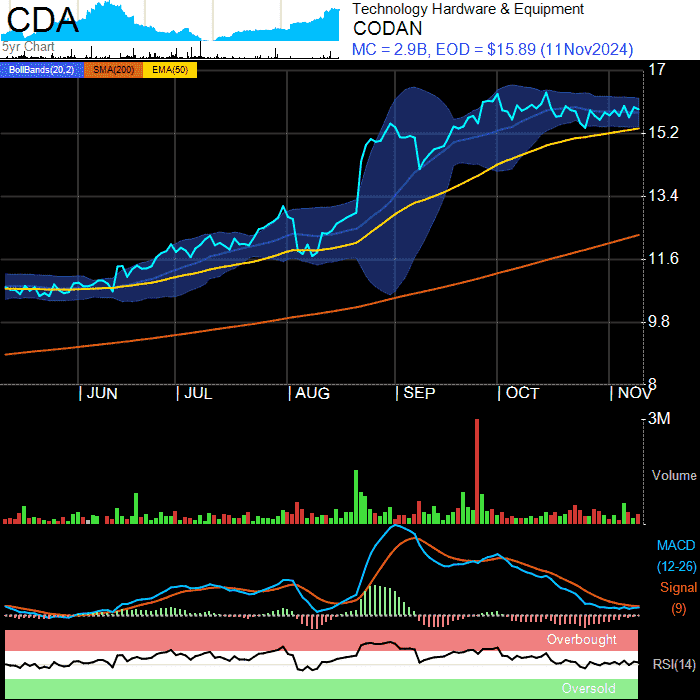 CDA
5yr Chart
Technology Hardware & Equipment
CODAN
MC = 2.9B, EOD = $15.89 (11Nov2024)
BollBands(20,2) SMA(200) EMA(50)
17
15.2
13.4
11.6
9.8
8
JUN JUL AUG SEP OCT NOV
3M
Volume
MACD
(12-26)
Signal
(9)
Overbought
RSI(14)
Oversold